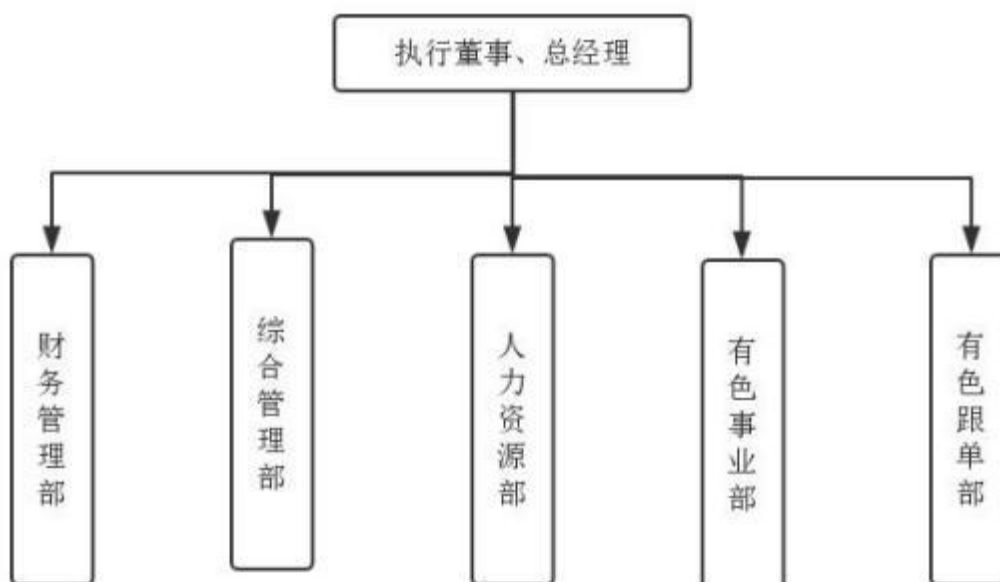 执行董事、总经理
财务管理部
综合管理部
人力资源部
有色事业部
有色跟单部